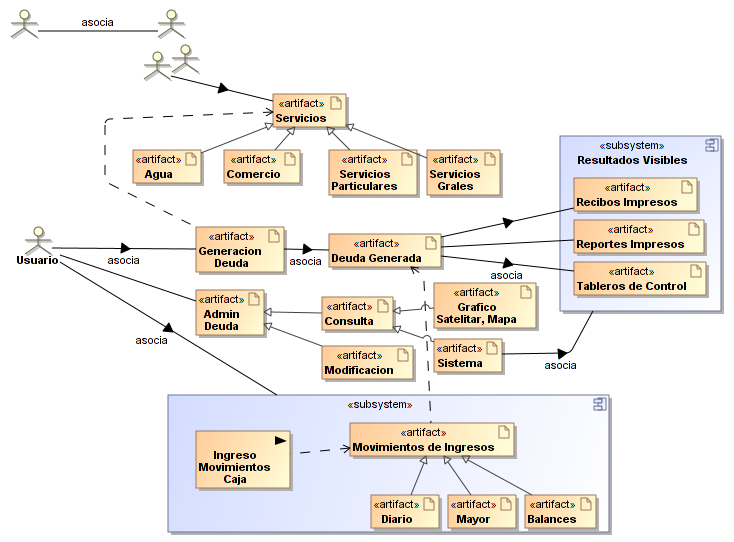 asocia
«artifact»
Servicios
«artifact»
Agua
«artifact»
Comercio
«artifact»
Servicios
Particulares
«artifact»
Servicios
Grales
«subsystem»
Resultados Visibles
«artifact»
Recibos Impresos
«artifact»
Reportes Impresos
«artifact»
Tableros de Control
Usuario
asocia
«artifact»
Generacion
Deuda
asocia
«artifact»
Deuda Generada
asocia
«artifact»
Admin
Deuda
«artifact»
Consulta
«artifact»
Grafico
Satelitar, Mapa
«artifact»
Modificacion
«artifact»
Sistema
asocia
asocia
«subsystem»
Ingreso
Movimientos
Caja
«artifact»
Movimientos de Ingresos
«artifact»
Diario
«artifact»
Mayor
«artifact»
Balances